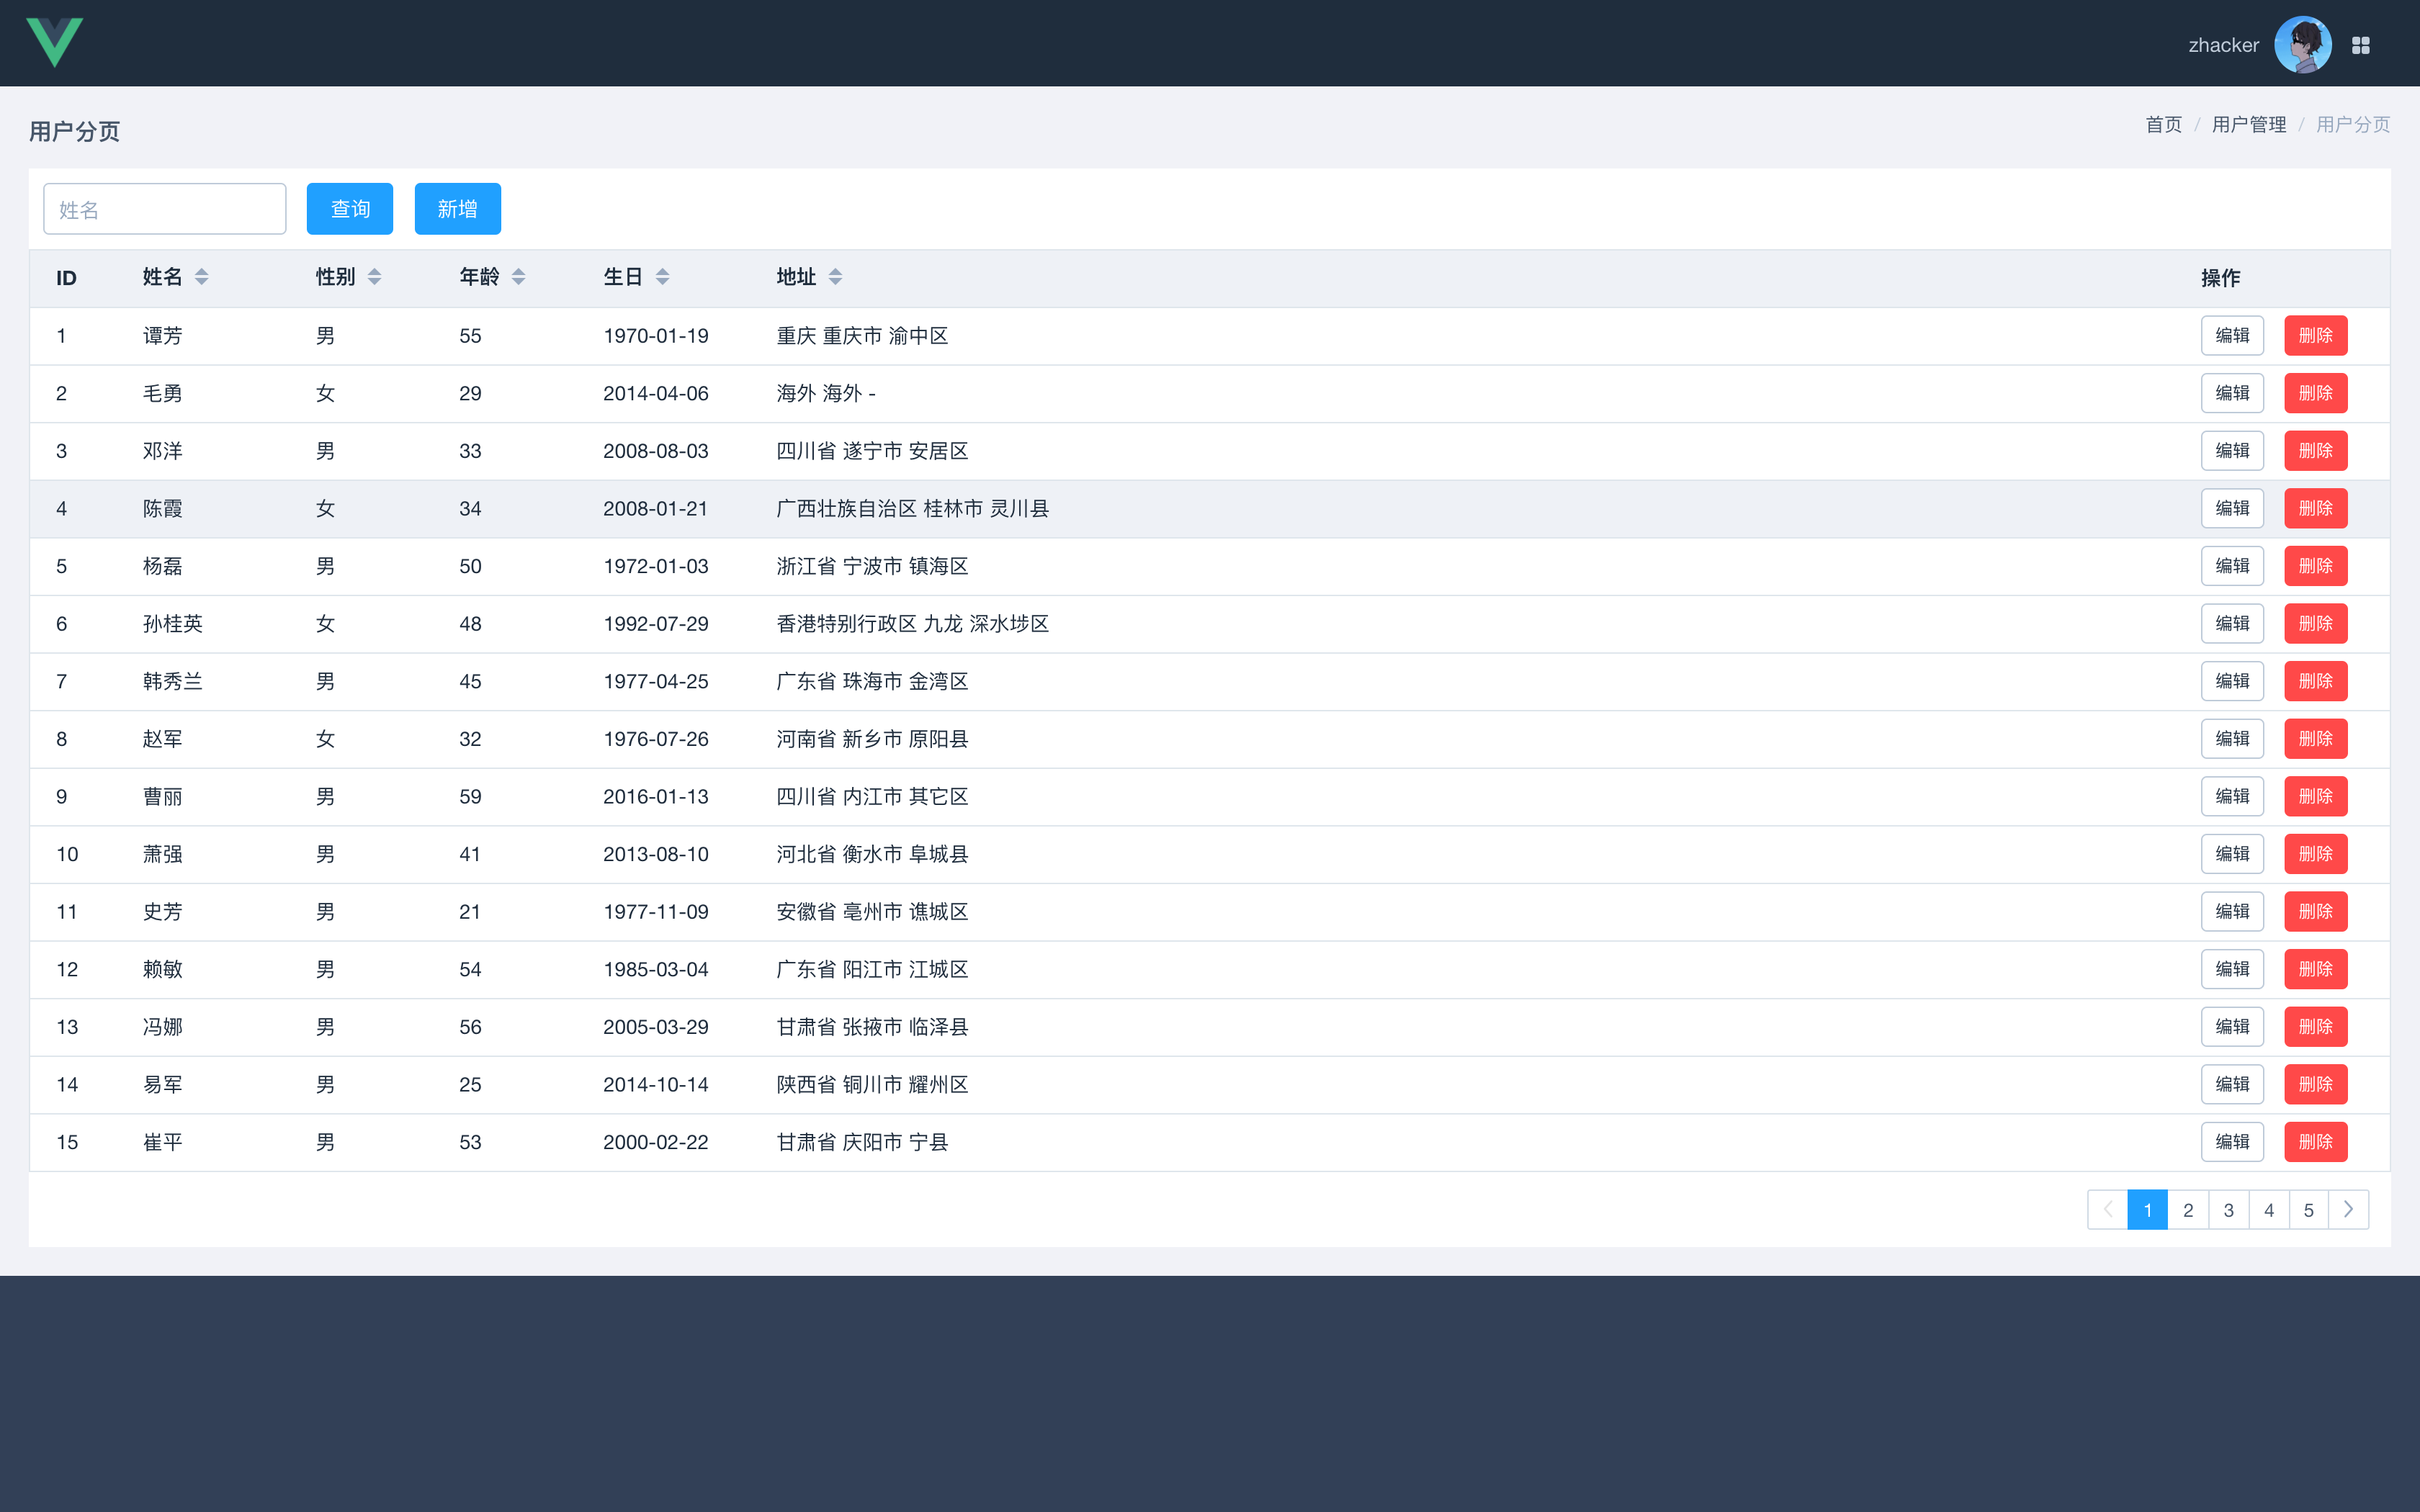 zhacker
用户分页
首页 / 用户管理 / 用户分页
姓名 查询 新增
ID 姓名 性别 年龄 生日 地址 操作
1 谭芳 男 55 1970-01-19 重庆 重庆市 渝中区 编辑 删除
2 毛勇 女 29 2014-04-06 海外 海外 - 编辑 删除
3 邓洋 男 33 2008-08-03 四川省 遂宁市 安居区 编辑 删除
4 陈霞 女 34 2008-01-21 广西壮族自治区 桂林市 灵川县 编辑 删除
5 杨磊 男 50 1972-01-03 浙江省 宁波市 镇海区 编辑 删除
6 孙桂英 女 48 1992-07-29 香港特别行政区 九龙 深水埗区 编辑 删除
7 韩秀兰 男 45 1977-04-25 广东省 珠海市 金湾区 编辑 删除
8 赵军 女 32 1976-07-26 河南省 新乡市 原阳县 编辑 删除
9 曹丽 男 59 2016-01-13 四川省 内江市 其它区 编辑 删除
10 萧强 男 41 2013-08-10 河北省 衡水市 阜城县 编辑 删除
11 史芳 男 21 1977-11-09 安徽省 亳州市 谯城区 编辑 删除
12 赖敏 男 54 1985-03-04 广东省 阳江市 江城区 编辑 删除
13 冯娜 男 56 2005-03-29 甘肃省 张掖市 临泽县 编辑 删除
14 易军 男 25 2014-10-14 陕西省 铜川市 耀州区 编辑 删除
15 崔平 男 53 2000-02-22 甘肃省 庆阳市 宁县 编辑 删除
1 2 3 4 5